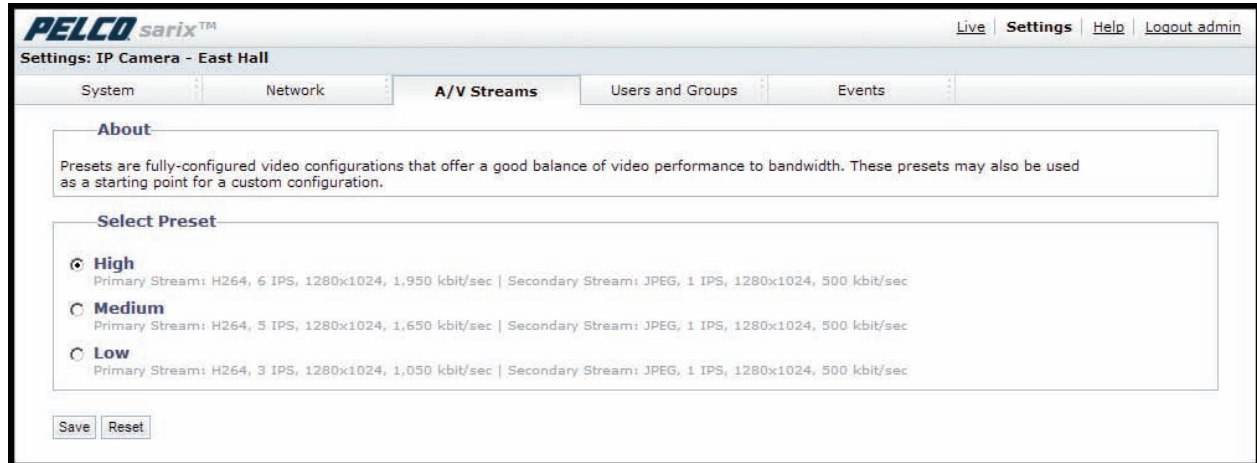 PELCO sarix™
Live | Settings | Help | Logout admin
Settings: IP Camera - East Hall
System Network A/V Streams Users and Groups Events
About
Presets are fully-configured video configurations that offer a good balance of video performance to bandwidth. These presets may also be used
as a starting point for a custom configuration.
Select Preset
High
Primary Stream: H264, 6 IPS, 1280x1024, 1,950 kbit/sec | Secondary Stream: JPEG, 1 IPS, 1280x1024, 500 kbit/sec
Medium
Primary Stream: H264, 5 IPS, 1280x1024, 1,650 kbit/sec | Secondary Stream: JPEG, 1 IPS, 1280x1024, 500 kbit/sec
Low
Primary Stream: H264, 3 IPS, 1280x1024, 1,050 kbit/sec | Secondary Stream: JPEG, 1 IPS, 1280x1024, 500 kbit/sec
Save Reset